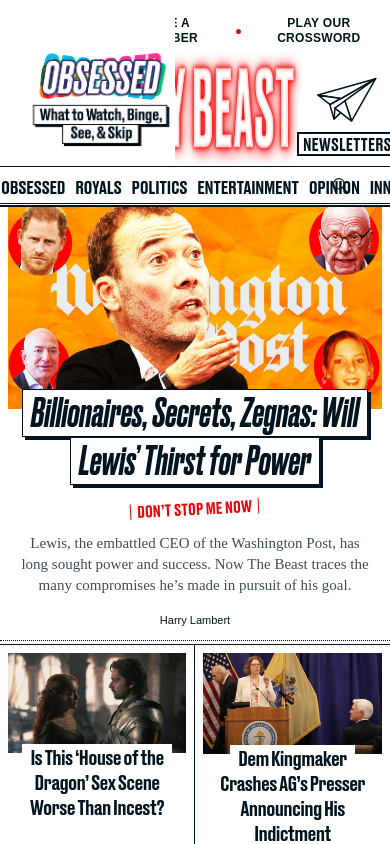 E A
BER
PLAY OUR
CROSSWORD
OBSESSED
What to Watch, Binge,
See, & Skip
Y BEAST
NEWSLETTERS
OBSESSED ROYALS POLITICS ENTERTAINMENT OPINION INN
Washington
Post
Billionaires, Secrets, Zegnas: Will
Lewis’ Thirst for Power
DON’T STOP ME NOW
Lewis, the embattled CEO of the Washington Post, has
long sought power and success. Now The Beast traces the
many compromises he’s made in pursuit of his goal.
Harry Lambert
Is This ‘House of the
Dragon’ Sex Scene
Worse Than Incest?
Dem Kingmaker
Crashes AG’s Presser
Announcing His
Indictment